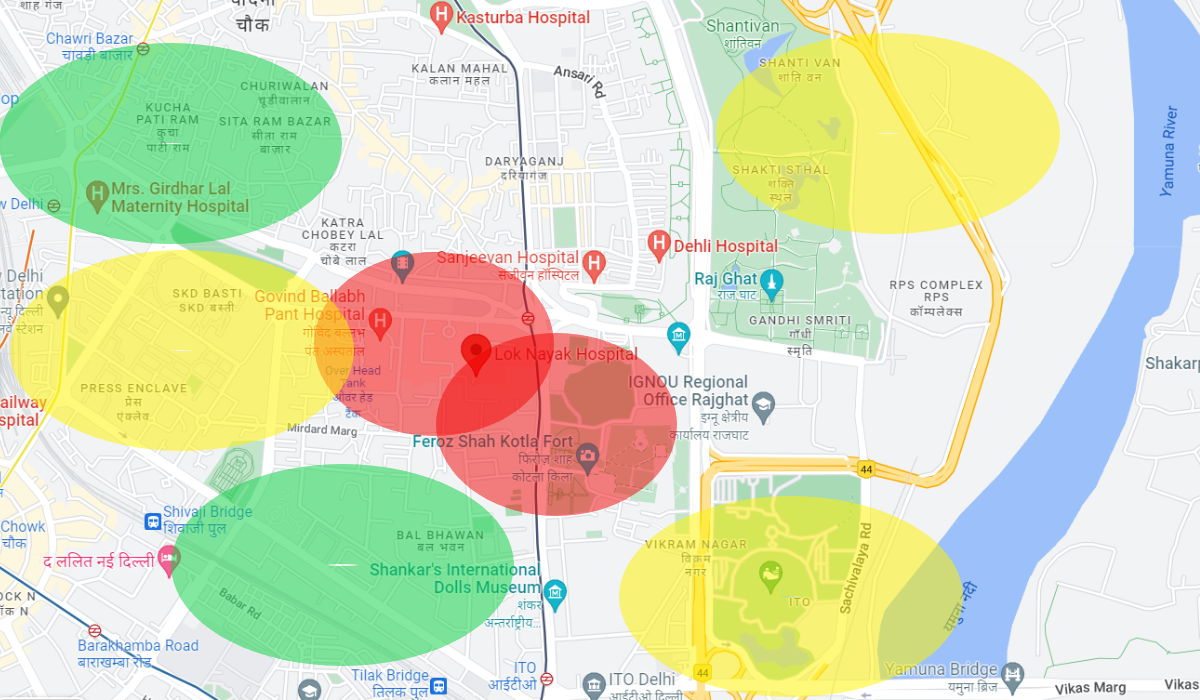 शाह गंज
चौक
Kasturba Hospital
Shantivan
शांतिवन
Chawri Bazar
चावड़ी बाजार
KALAN MAHAL
कलान महल
Ansari Rd
SHANTI VAN
शांति वन
CHURIWALAN
चूड़ीवालान
KUCHA
PATI RAM
कुचा
पाटी राम
SITA RAM BAZAR
सीता राम
बाज़ार
Yamuna River
DARYAGANJ
दरियागंज
SHAKTI STHAL
शक्ति
स्थल
Mrs. Girdhar Lal
Maternity Hospital
w Delhi
KATRA
CHOBEY LAL
कटरा
चोबे लाल
Sanjeevan Hospital
संजीवन हॉस्पिटल
Dehli Hospital
Raj Ghat
राज घाट
w Delhi
Station
न्यू दिल्ली
SKD BASTI
SKD बस्ती
Govind Ballabh
Pant Hospital
गोविंद बल्लभ
पंत अस्पताल
RPS COMPLEX
RPS
कॉम्पलेक्स
GANDHI SMRITI
गाँधी
स्मृति
Lok Nayak Hospital
Over Head
Tank
ओवर हेड
टैंक
Shakarp
PRESS ENCLAVE
प्रेस
एंक्लेव
IGNOU Regional
Office Rajghat
इग्नू क्षेत्रीय
कार्यालय राजघाट
ailway
spital
Mirdard Marg
Feroz Shah Kotla Fort
फिरोज़ शाह
कोटला किला
44
Shivaji Bridge
शिवाजी पुल
Chowk
चौक
BAL BHAWAN
बल भवन
VIKRAM NAGAR
विक्रम
नगर
द ललित नई दिल्ली
Shankar's International
Dolls Museum
शंकर
अन्तर्राष्ट्रीय...
Sachivalaya Rd
ITO
यमुना नदी
OCK N
ॉक N
Babar Rd
Barakhamba Road
बाराखम्बा रोड
Tilak Bridge
तिलक पुल
ITO
आईटीओ
ITO Delhi
आईटीओ दिल्ली
44
Yamuna Bridge
यमुना ब्रिज
Vikas Marg
Vikas